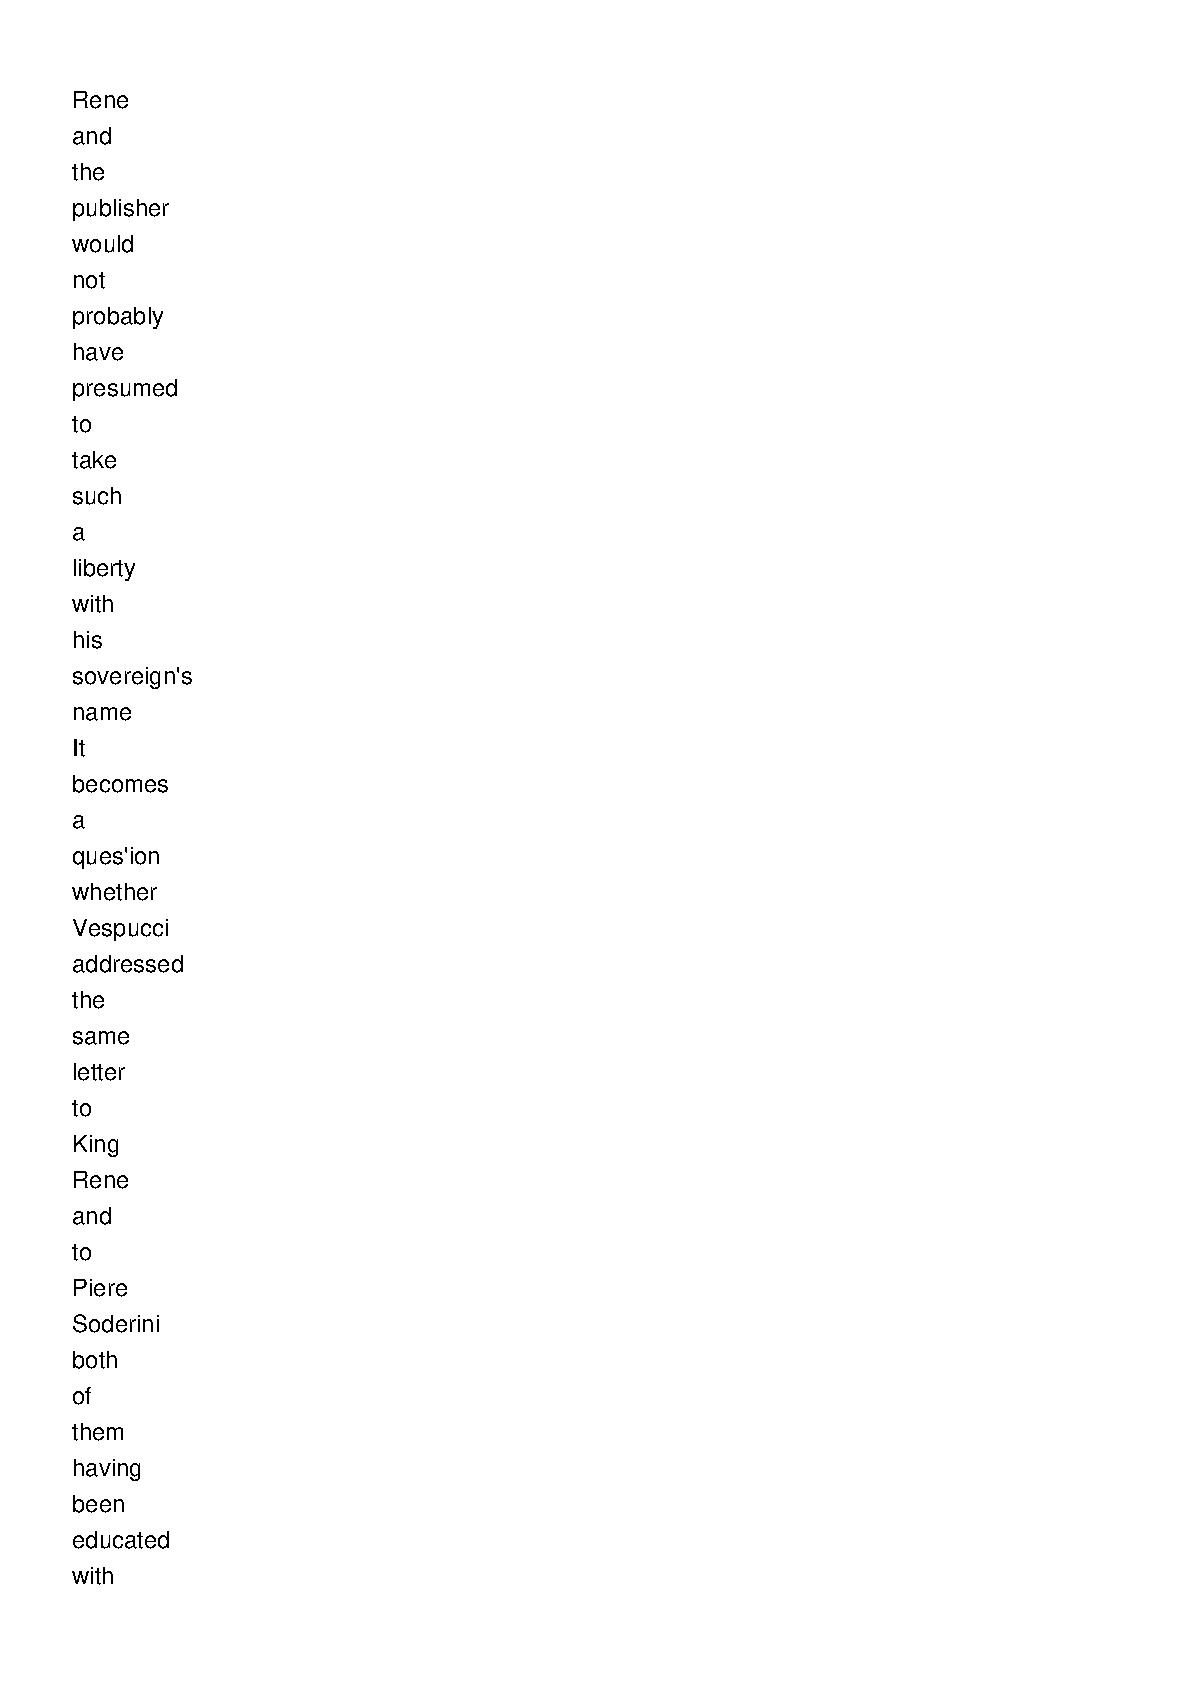 Rene
and
the
publisher
would
not
probably
have
presumed
to
take
such
a
liberty
with
his
sovereign's
name
It
becomes
a
ques'ion
whether
Vespucci
addressed
the
same
letter
to
King
Rene
and
to
Piere
Soderini
both
of
them
having
been
educated
with